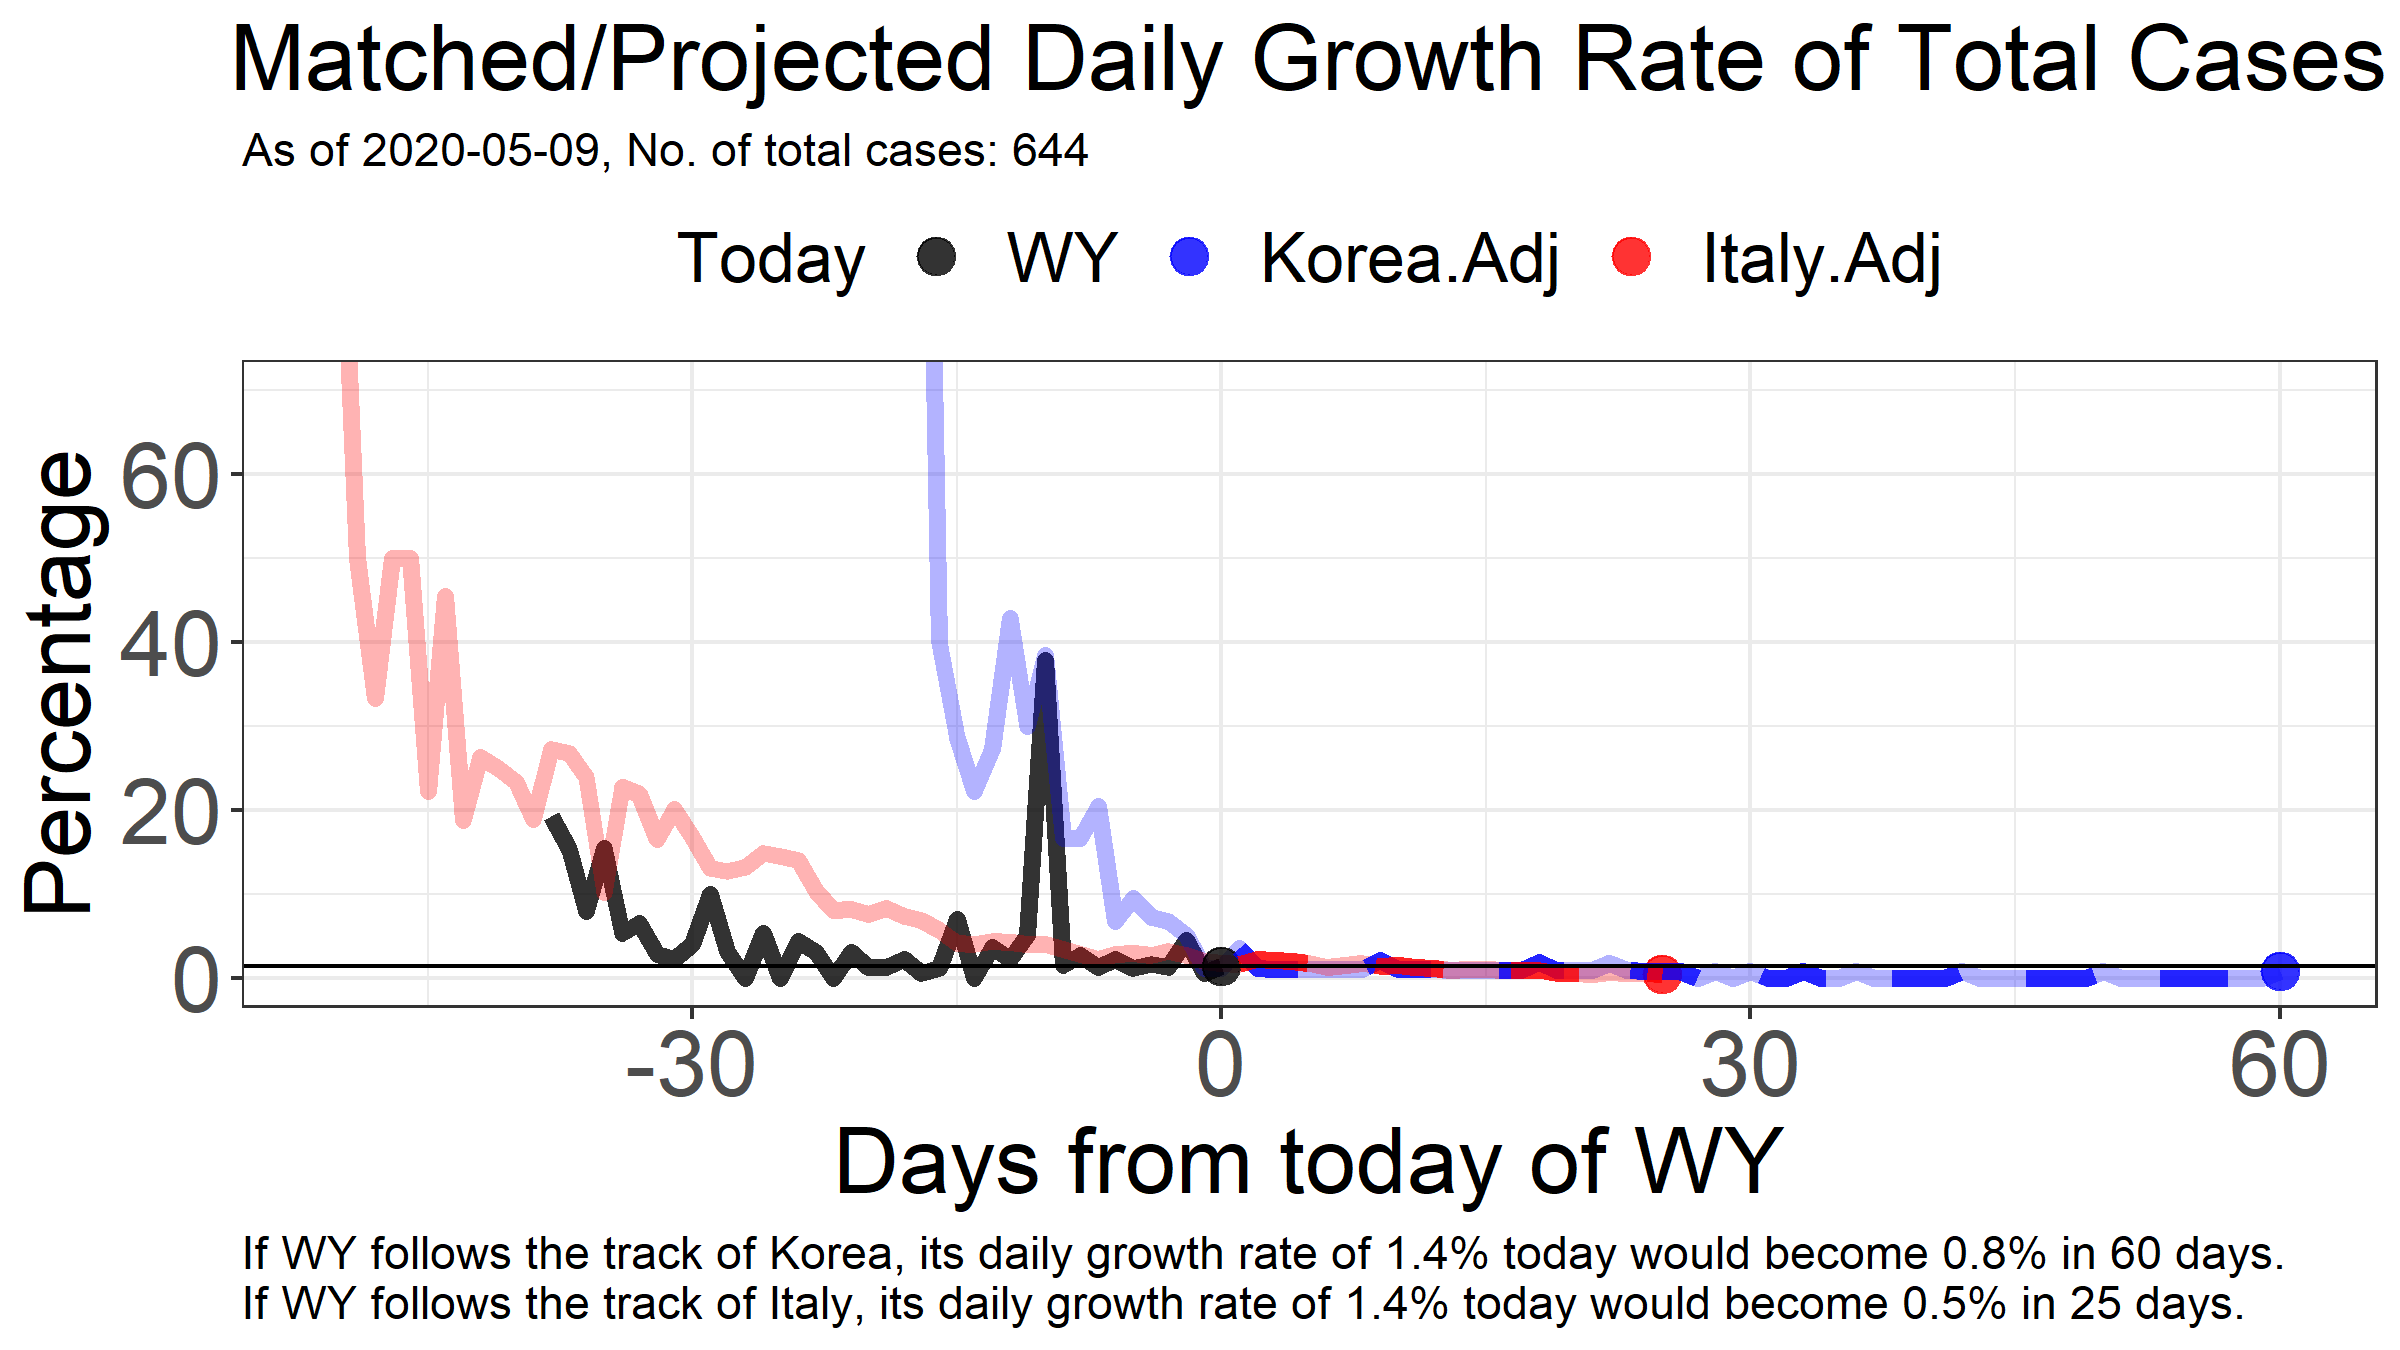 Matched/Projected Daily Growth Rate of Total Cases
As of 2020-05-09, No. of total cases: 644
Today WY Korea.Adj Italy.Adj
Percentage
60
40
20
0
-30 0 30 60
Days from today of WY
If WY follows the track of Korea, its daily growth rate of 1.4% today would become 0.8% in 60 days.
If WY follows the track of Italy, its daily growth rate of 1.4% today would become 0.5% in 25 days.